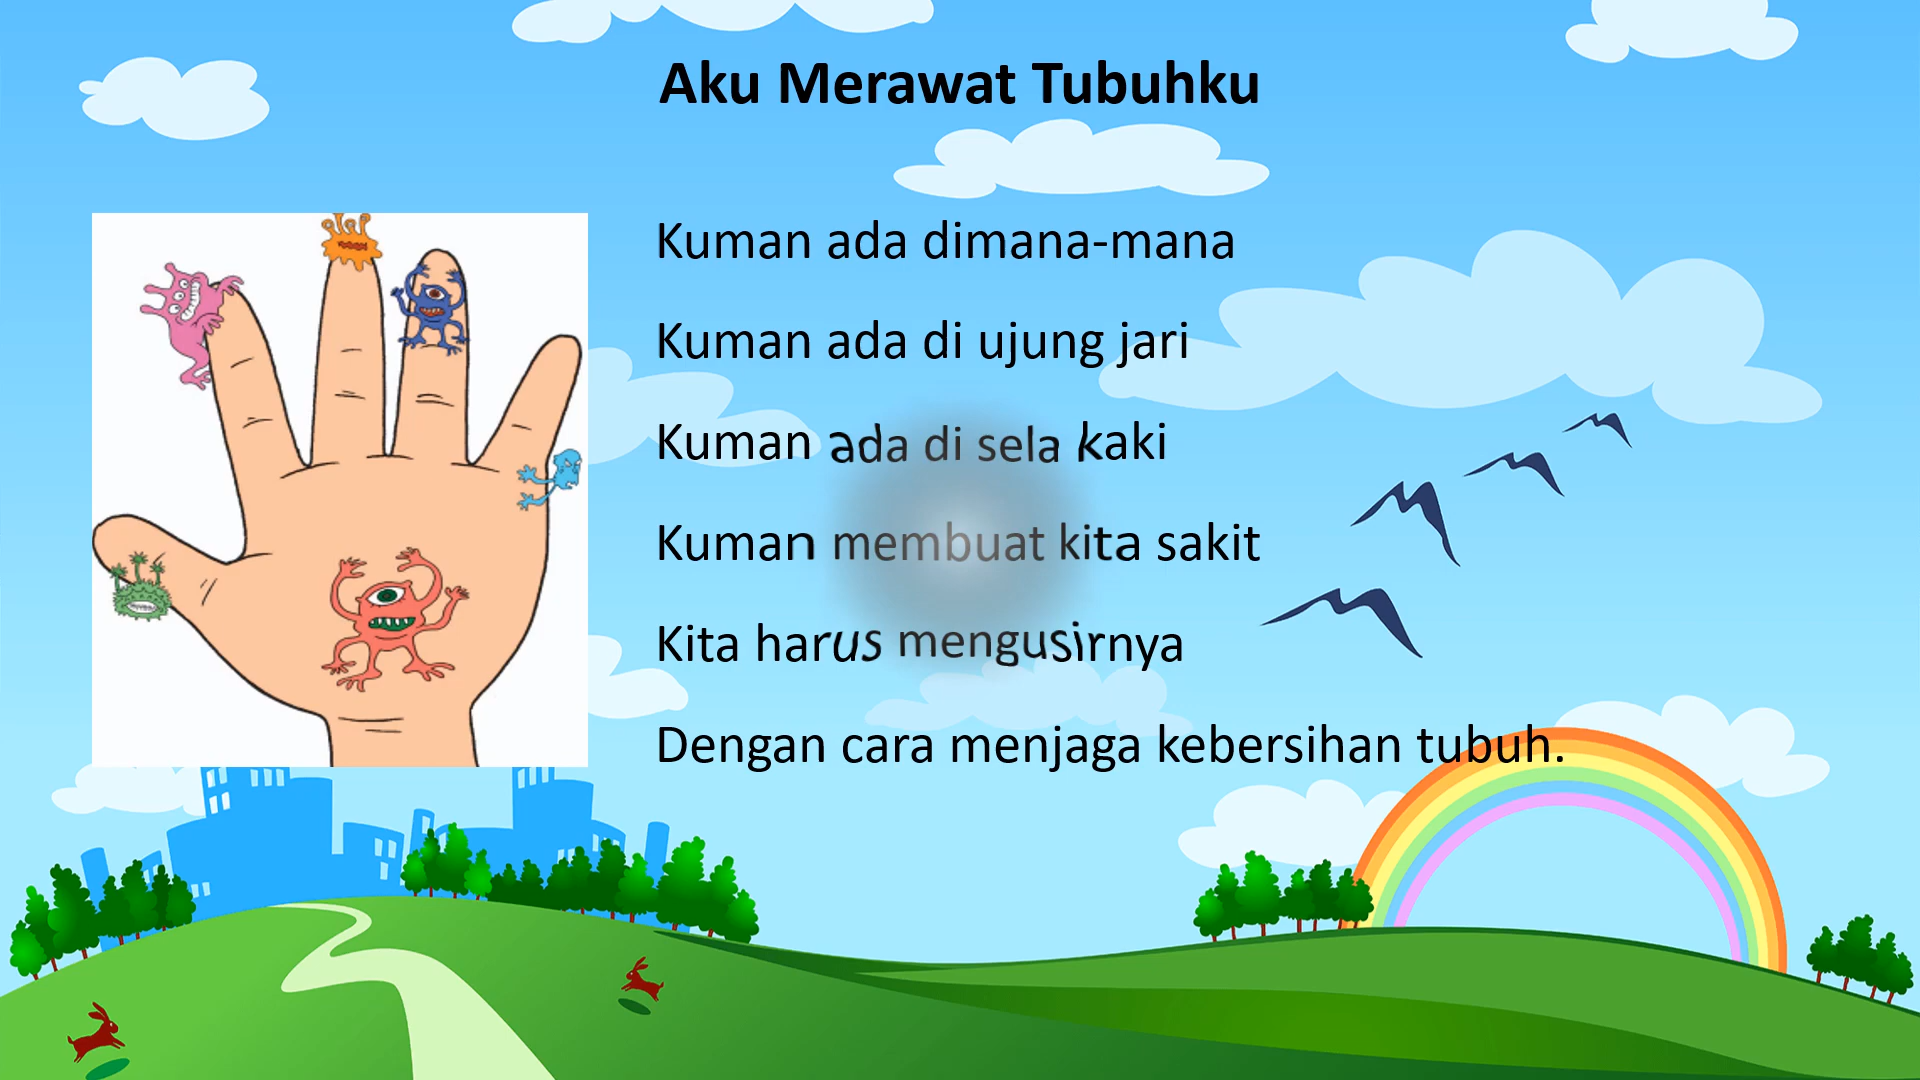 Aku Merawat Tubuhku
Kuman ada dimana-mana
Kuman ada di ujung jari
Kuman ada di sela kaki
Kuman membuat kita sakit
Kita harus mengusirnya
Dengan cara menjaga kebersihan tubuh.